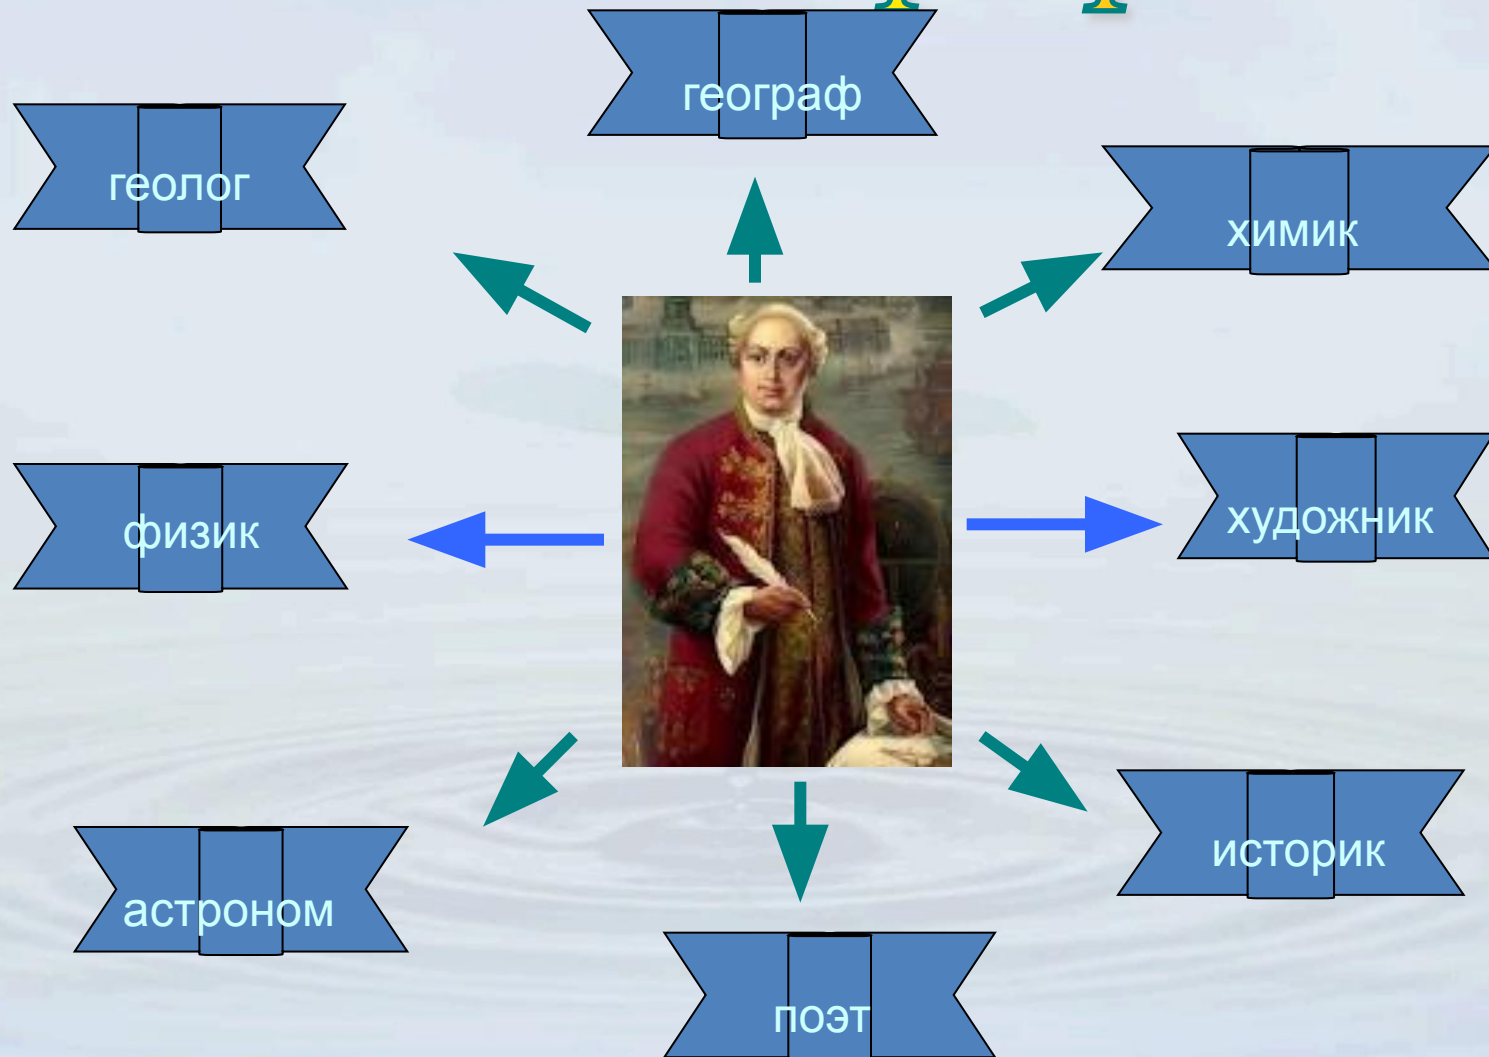 географ
геолог
химик
физик
художник
историк
астроном
поэт